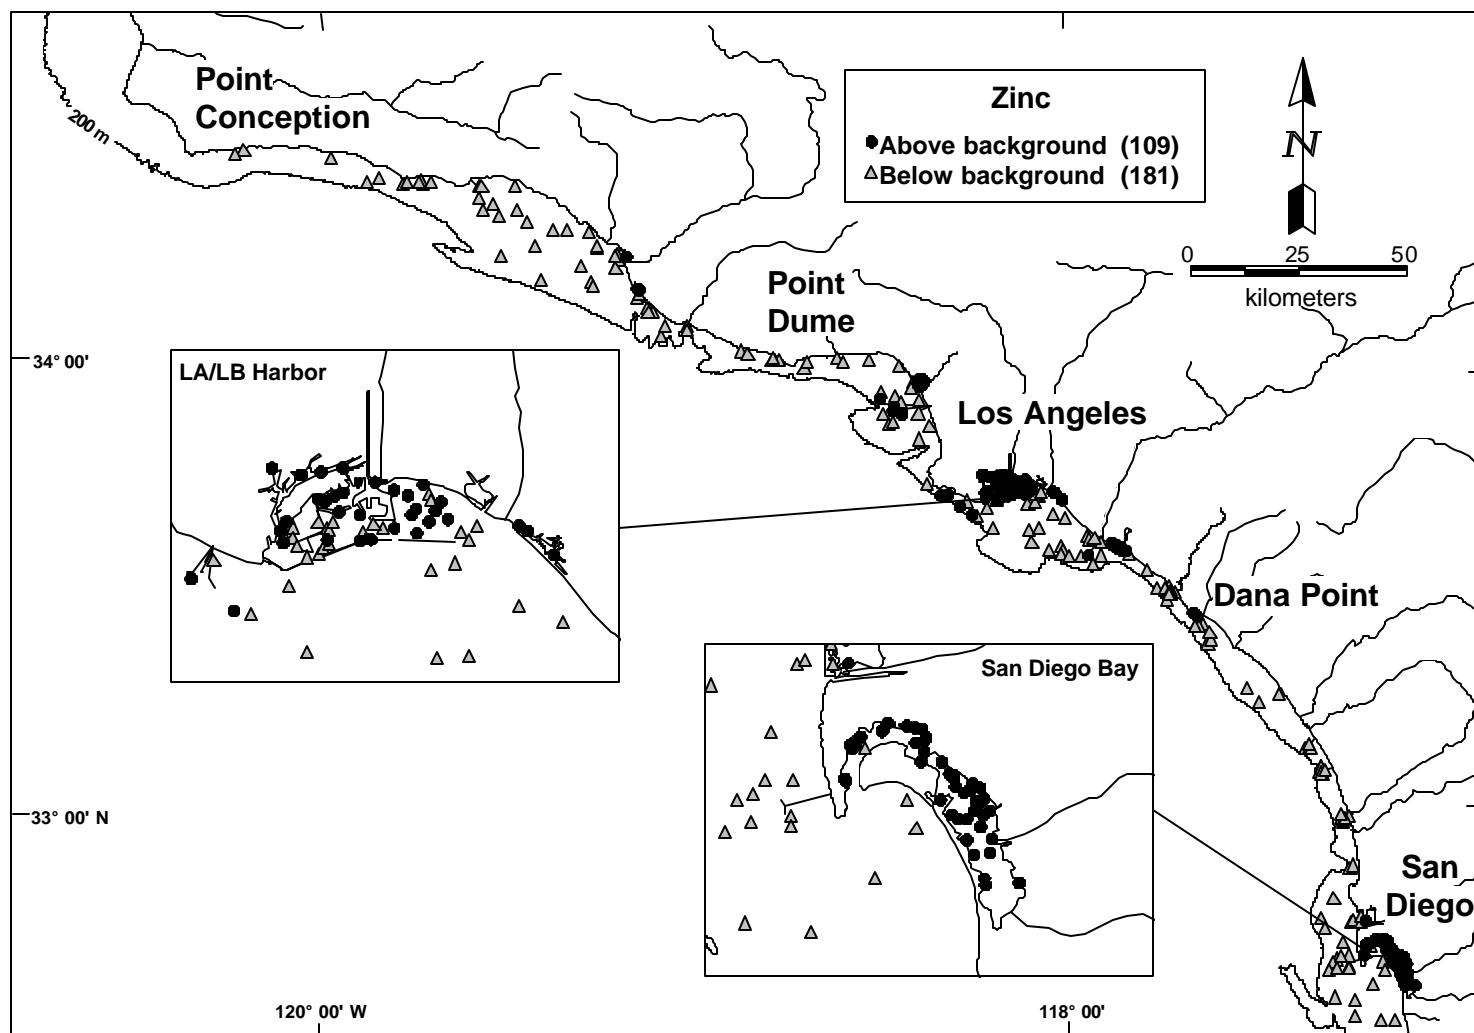 Point
Conception
200 m
Zinc
Above background (109)
Below background (181)
N
0 25 50
kilometers
Point
Dume
34° 00'
LA/LB Harbor
Los Angeles
Dana Point
San Diego Bay
33° 00' N
San
Diego
120° 00' W
118° 00'